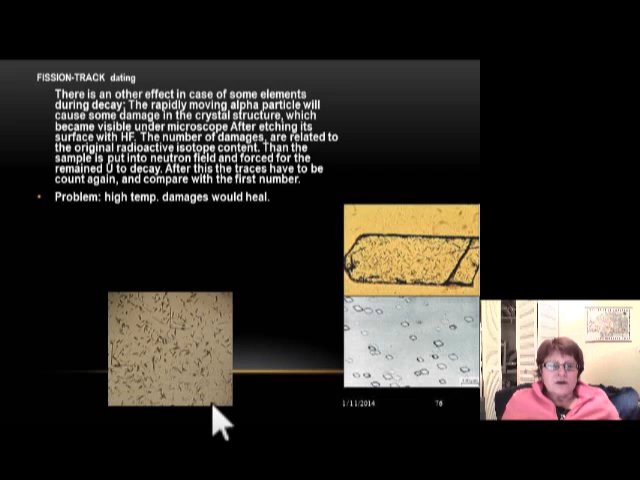 FISSION-TRACK dating
There is an other effect in case of some elements
during decay; The rapidly moving alpha particle will
cause some damage in the crystal structure, which
became visible under microscope After etching its
surface with HF. The number of damages, are related to
the original radioactive isotope content. Than the
sample is put into neutron field and forced for the
remained U to decay. After this the traces have to be
count again, and compare with the first number.
• Problem: high temp. damages would heal.
1/11/2014 76